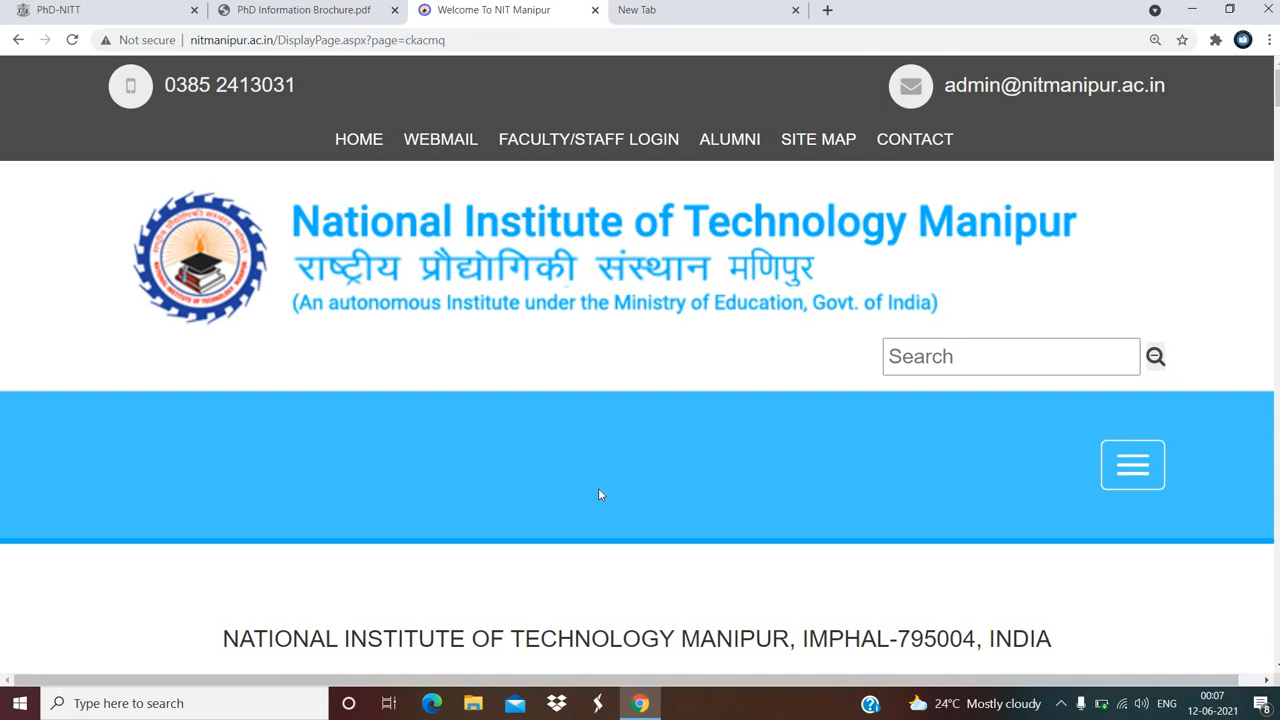 PhD-NITT
PhD Information Brochure.pdf
Welcome To NIT Manipur
New Tab
Not secure
nitmanipur.ac.in/DisplayPage.aspx?page=ckacmq
0385 2413031
admin@nitmanipur.ac.in
HOME WEBMAIL FACULTY/STAFF LOGIN ALUMNI SITE MAP CONTACT
National Institute of Technology Manipur
राष्ट्रीय प्रौद्योगिकी संस्थान मणिपुर
(An autonomous Institute under the Ministry of Education, Govt. of India)
Search
NATIONAL INSTITUTE OF TECHNOLOGY MANIPUR, IMPHAL-795004, INDIA
Type here to search
24°C Mostly cloudy
ENG
00:07
12-06-2021
8